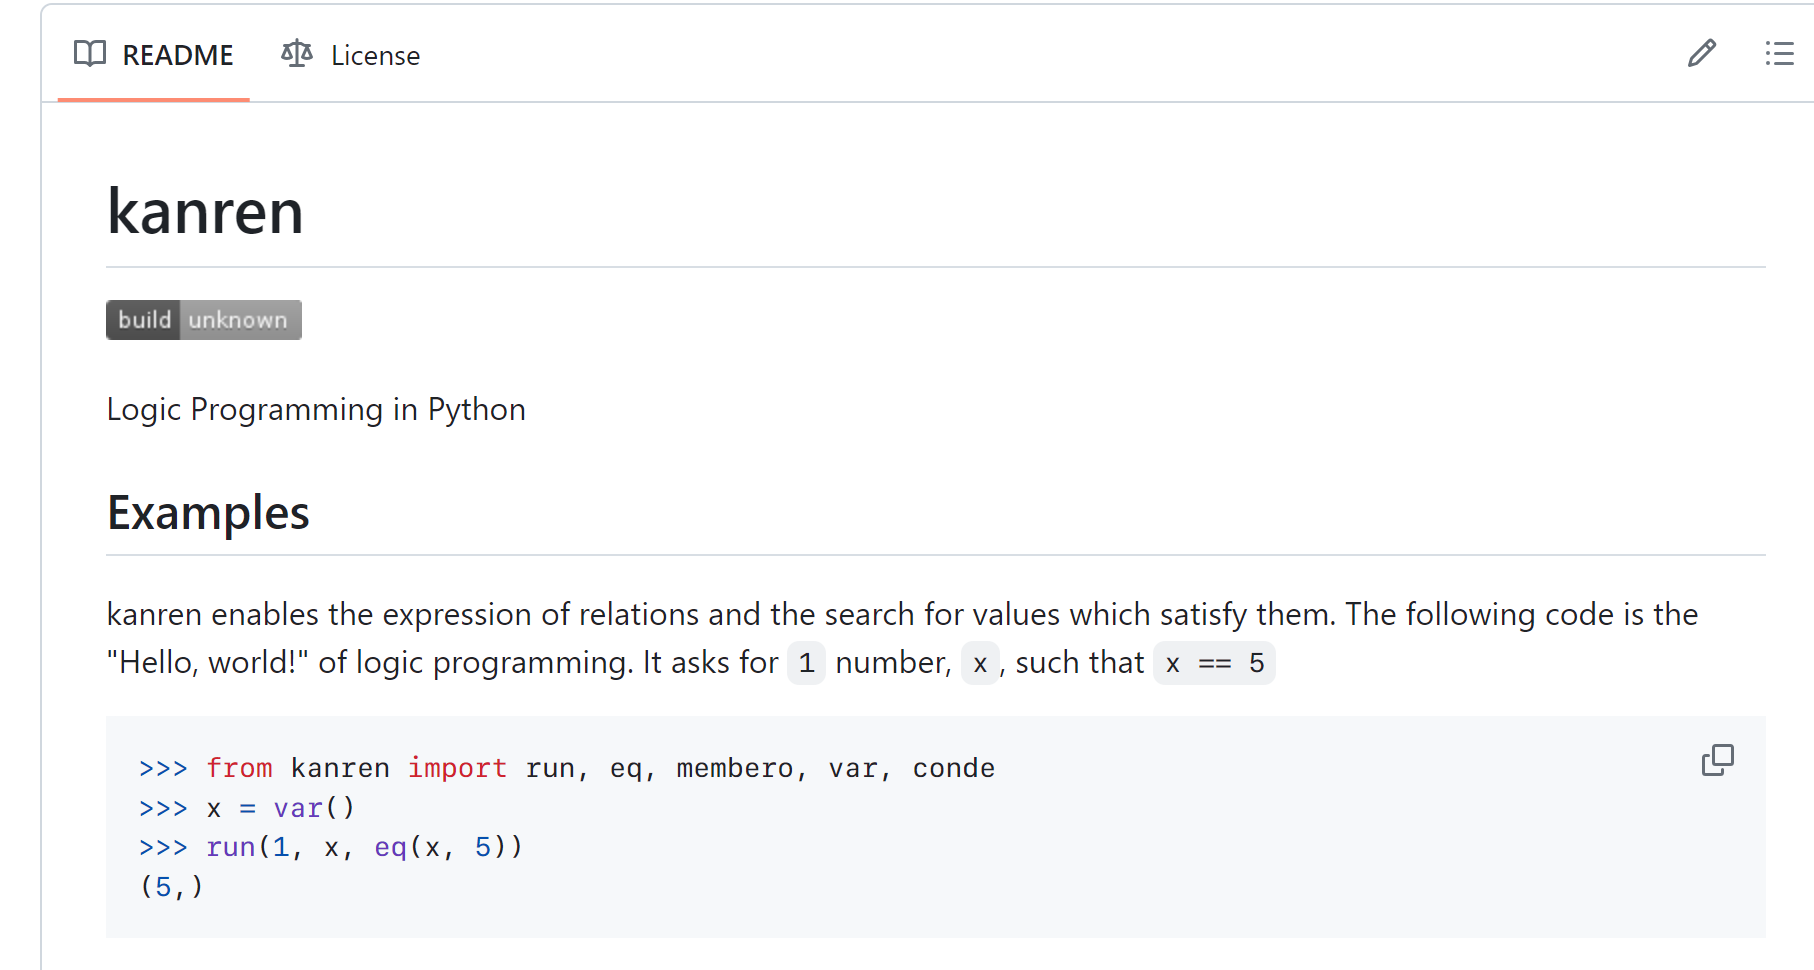 README License
kanren
build unknown
Logic Programming in Python
Examples
kanren enables the expression of relations and the search for values which satisfy them. The following code is the
"Hello, world!" of logic programming. It asks for 1 number, x, such that x == 5
>>> from kanren import run, eq, membero, var, conde
>>> x = var()
>>> run(1, x, eq(x, 5))
(5,)